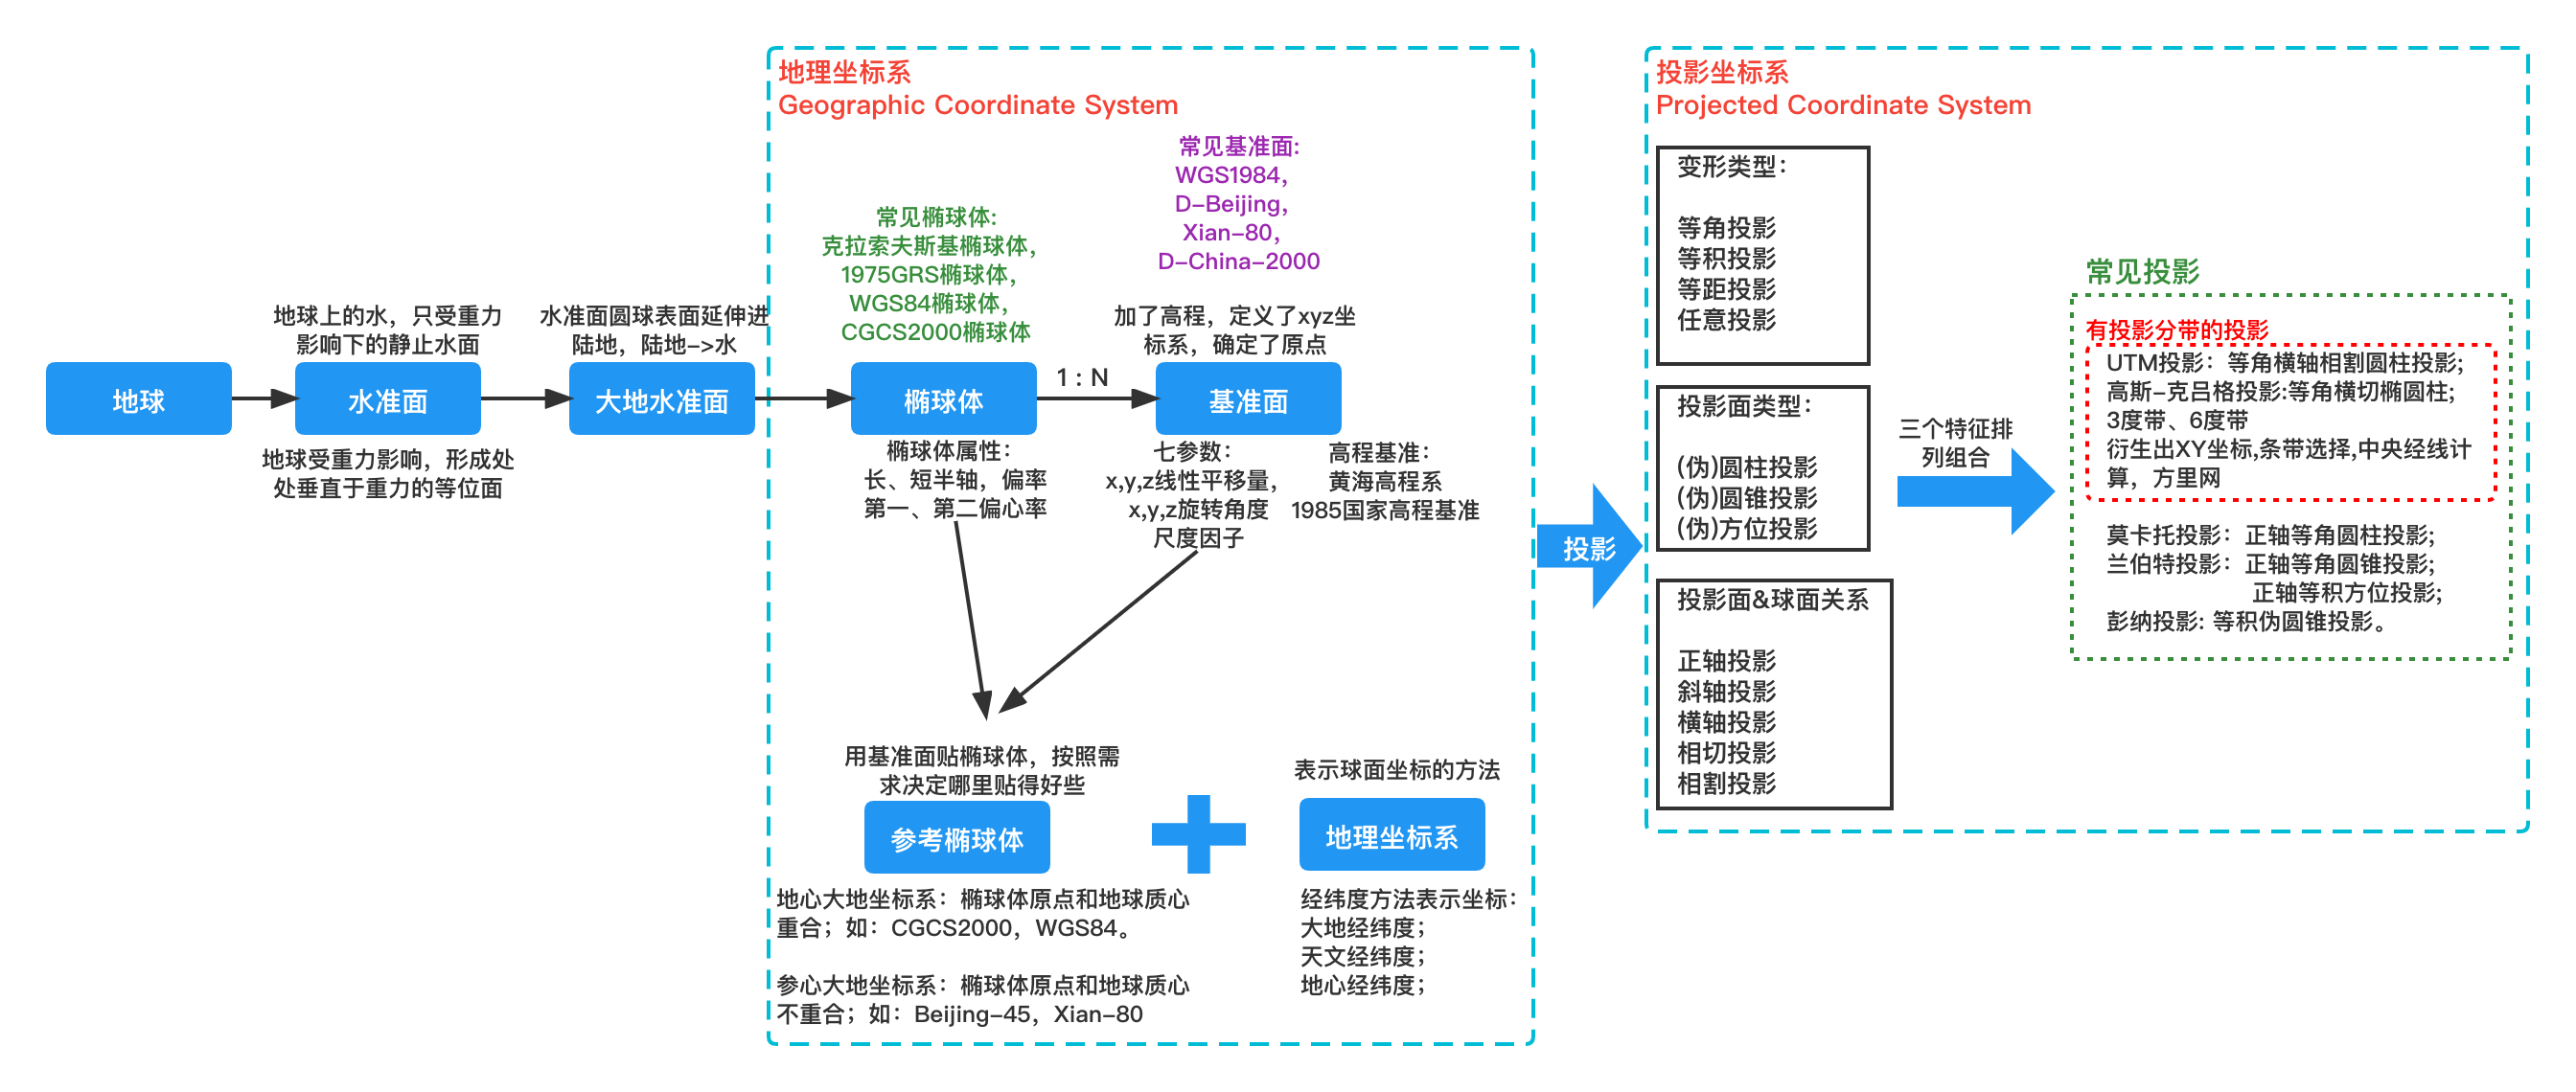 地理坐标系
Geographic Coordinate System
投影坐标系
Projected Coordinate System
地球
地球上的水，只受重力
影响下的静止水面
水准面
地球受重力影响，形成处
处垂直于重力的等位面
水准面圆球表面延伸进
陆地，陆地->水
大地水准面
常见椭球体:
克拉索夫斯基椭球体,
1975GRS椭球体,
WGS84椭球体,
CGCS2000椭球体
椭球体
椭球体属性：
长、短半轴，偏率
第一、第二偏心率
1 : N
常见基准面:
WGS1984,
D-Beijing,
Xian-80,
D-China-2000
加了高程，定义了xyz坐
标系，确定了原点
基准面
七参数：
x,y,z线性平移量,
x,y,z旋转角度
尺度因子
高程基准：
黄海高程系
1985国家高程基准
用基准面贴椭球体，按照需
求决定哪里贴得好些
参考椭球体
地心大地坐标系：椭球体原点和地球质心
重合；如：CGCS2000，WGS84。
参心大地坐标系：椭球体原点和地球质心
不重合；如：Beijing-45，Xian-80
表示球面坐标的方法
地理坐标系
经纬度方法表示坐标：
大地经纬度；
天文经纬度；
地心经纬度；
投影
变形类型：
等角投影
等积投影
等距投影
任意投影
投影面类型：
(伪)圆柱投影
(伪)圆锥投影
(伪)方位投影
投影面&球面关系
正轴投影
斜轴投影
横轴投影
相切投影
相割投影
三个特征排
列组合
常见投影
有投影分带的投影
UTM投影：等角横轴相割圆柱投影;
高斯-克吕格投影:等角横切椭圆柱;
3度带、6度带
衍生出XY坐标,条带选择,中央经线计
算，方里网
莫卡托投影：正轴等角圆柱投影;
兰伯特投影：正轴等角圆锥投影;
正轴等积方位投影;
彭纳投影: 等积伪圆锥投影。